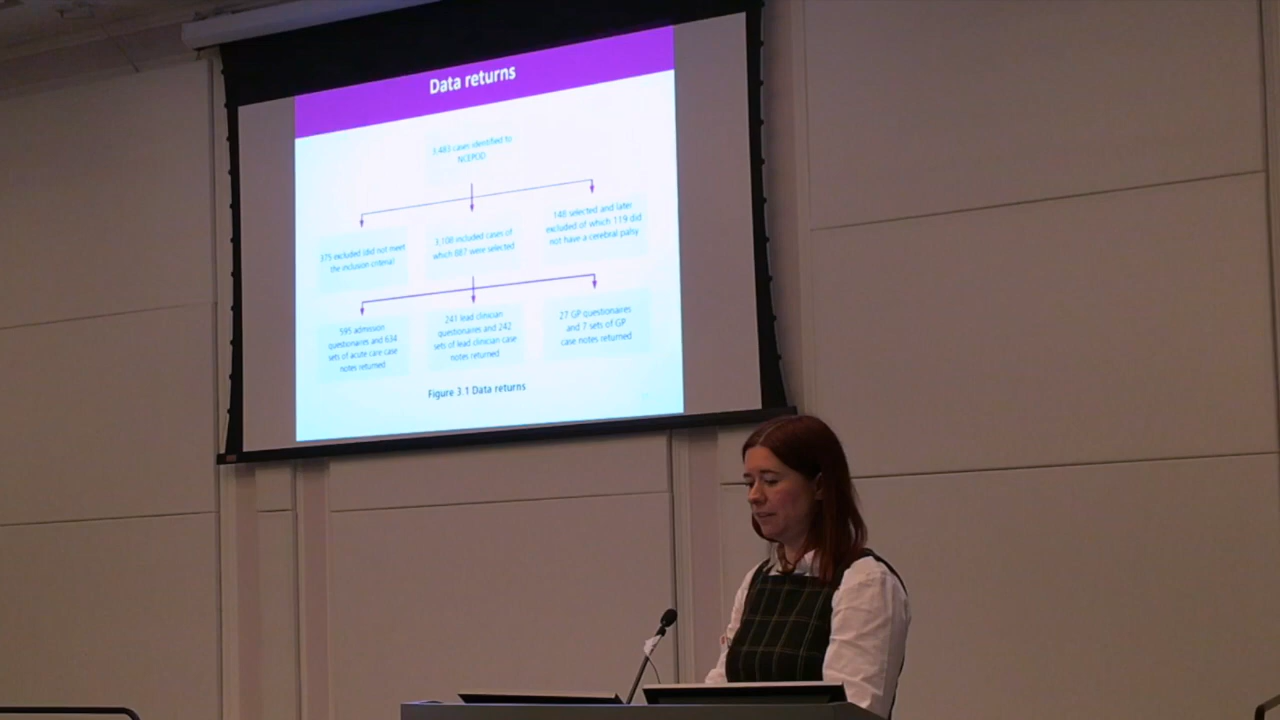 Data returns
3,483 cases identified to
NCEPOD
375 excluded (did not meet
the inclusion criteria)
3,108 included cases of
which 887 were selected
148 selected and later
excluded of which 119 did
not have a cerebral palsy
595 admission
questionaires and 634
sets of acute care case
notes returned
241 lead clinician
questionaires and 242
sets of lead clinician case
notes returned
27 GP questionaires
and 7 sets of GP
case notes returned
Figure 3.1 Data returns